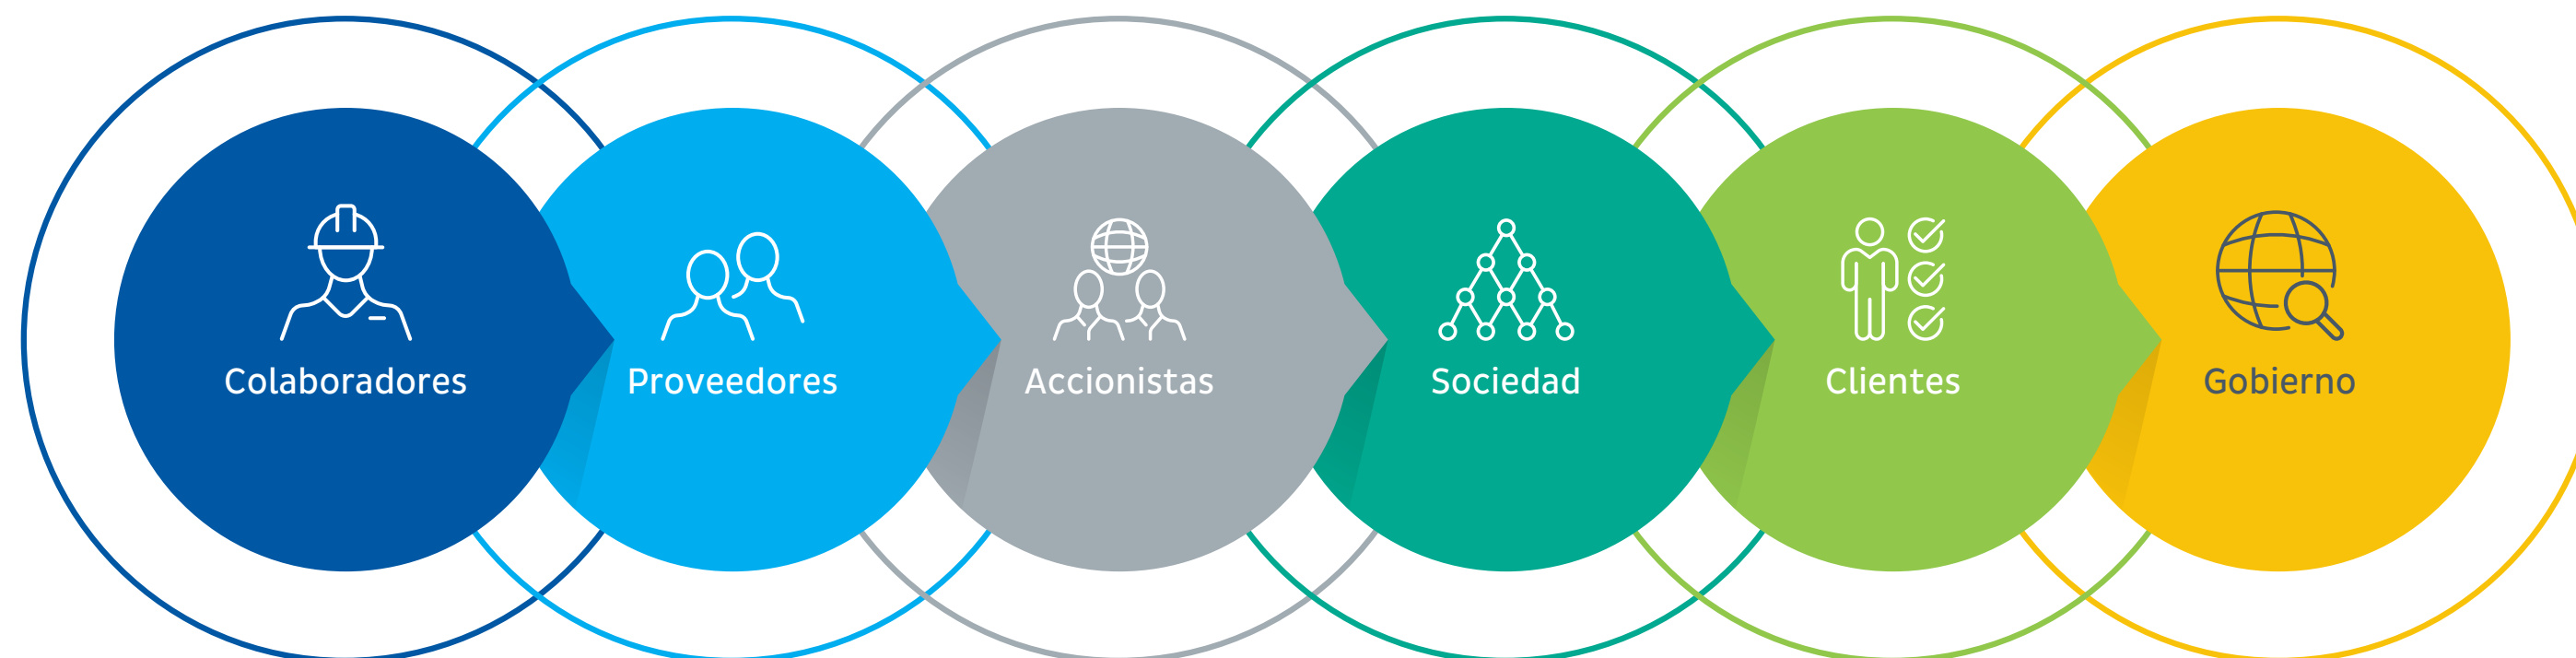 Colaboradores
Proveedores
Accionistas
Sociedad
Clientes
Gobierno